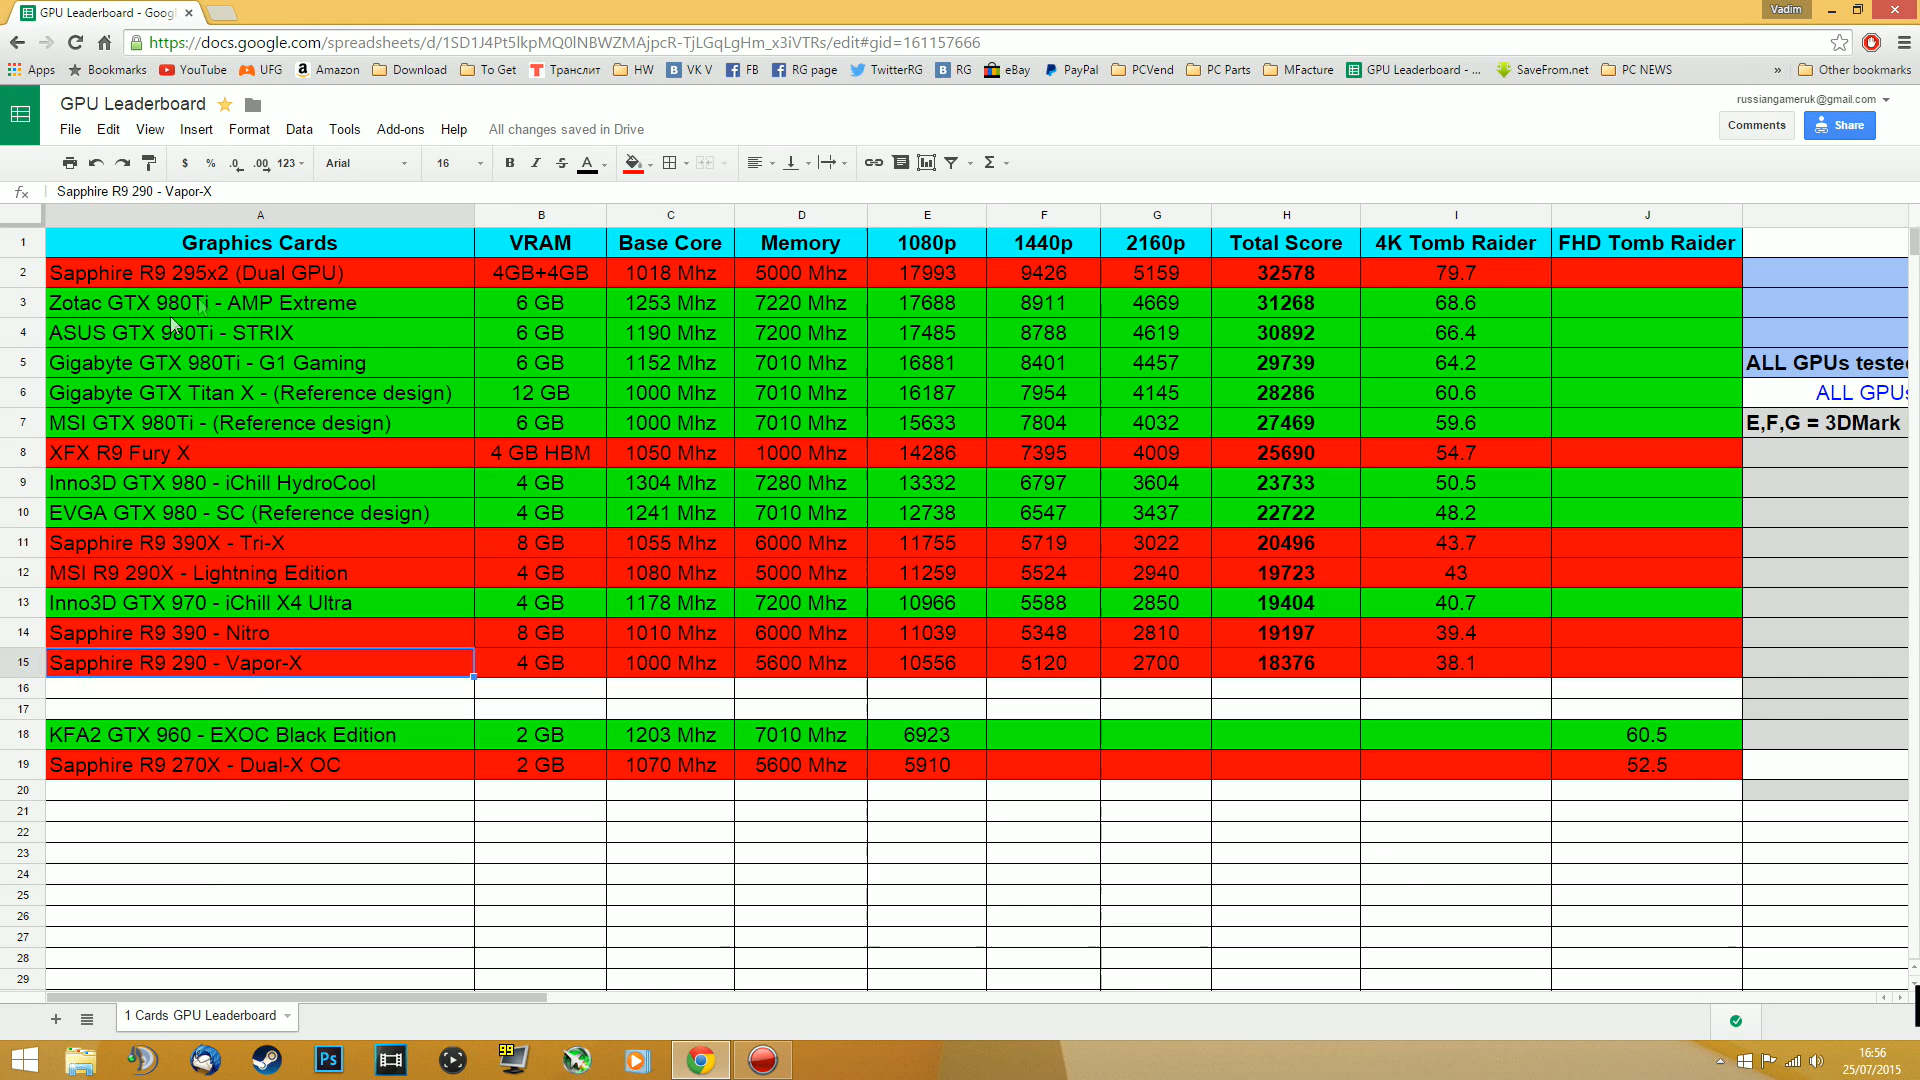 GPU Leaderboard - Goog
Vadim
https://docs.google.com/spreadsheets/d/1SD1J4Pt5lkpMQ0lNBWZMAjpcR-TjLGqLgHm_x3iVTRs/edit#gid=161157666
Apps Bookmarks YouTube UFG Amazon Download To Get Транслит HW VK V FB RG page TwitterRG RG eBay PayPal PCVend PC Parts MFacture GPU Leaderboard - ... SaveFrom.net PC NEWS » Other bookmarks
GPU Leaderboard
russiangameruk@gmail.com
File Edit View Insert Format Data Tools Add-ons Help All changes saved in Drive
Comments Share
$ % .0 .00 123 Arial 16 B I S A Σ
fx Sapphire R9 290 - Vapor-X
A B C D E F G H I J
1 Graphics Cards VRAM Base Core Memory 1080p 1440p 2160p Total Score 4K Tomb Raider FHD Tomb Raider
2 Sapphire R9 295x2 (Dual GPU) 4GB+4GB 1018 Mhz 5000 Mhz 17993 9426 5159 32578 79.7
3 Zotac GTX 980Ti - AMP Extreme 6 GB 1253 Mhz 7220 Mhz 17688 8911 4669 31268 68.6
4 ASUS GTX 980Ti - STRIX 6 GB 1190 Mhz 7200 Mhz 17485 8788 4619 30892 66.4
5 Gigabyte GTX 980Ti - G1 Gaming 6 GB 1152 Mhz 7010 Mhz 16881 8401 4457 29739 64.2 ALL GPUs teste
6 Gigabyte GTX Titan X - (Reference design) 12 GB 1000 Mhz 7010 Mhz 16187 7954 4145 28286 60.6 ALL GPUs
7 MSI GTX 980Ti - (Reference design) 6 GB 1000 Mhz 7010 Mhz 15633 7804 4032 27469 59.6 E,F,G = 3DMark
8 XFX R9 Fury X 4 GB HBM 1050 Mhz 1000 Mhz 14286 7395 4009 25690 54.7
9 Inno3D GTX 980 - iChill HydroCool 4 GB 1304 Mhz 7280 Mhz 13332 6797 3604 23733 50.5
10 EVGA GTX 980 - SC (Reference design) 4 GB 1241 Mhz 7010 Mhz 12738 6547 3437 22722 48.2
11 Sapphire R9 390X - Tri-X 8 GB 1055 Mhz 6000 Mhz 11755 5719 3022 20496 43.7
12 MSI R9 290X - Lightning Edition 4 GB 1080 Mhz 5000 Mhz 11259 5524 2940 19723 43
13 Inno3D GTX 970 - iChill X4 Ultra 4 GB 1178 Mhz 7200 Mhz 10966 5588 2850 19404 40.7
14 Sapphire R9 390 - Nitro 8 GB 1010 Mhz 6000 Mhz 11039 5348 2810 19197 39.4
15 Sapphire R9 290 - Vapor-X 4 GB 1000 Mhz 5600 Mhz 10556 5120 2700 18376 38.1
16
17
18 KFA2 GTX 960 - EXOC Black Edition 2 GB 1203 Mhz 7010 Mhz 6923 60.5
19 Sapphire R9 270X - Dual-X OC 2 GB 1070 Mhz 5600 Mhz 5910 52.5
20
21
22
23
24
25
26
27
28
29
1 Cards GPU Leaderboard
Ps 99
16:56
25/07/2015